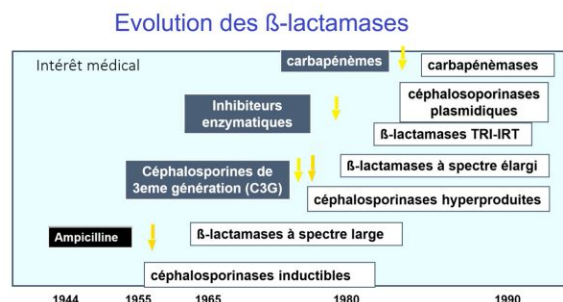 Evolution des ß-lactamases
Intérêt médical
carbapénèmes
carbapénèmases
Inhibiteurs
enzymatiques
céphalosoporinases
plasmidiques
ß-lactamases TRI-IRT
Céphalosporines de
3eme génération (C3G)
ß-lactamases à spectre élargi
céphalosporinases hyperproduites
Ampicilline
ß-lactamases à spectre large
céphalosporinases inductibles
1944 1955 1965 1980 1990